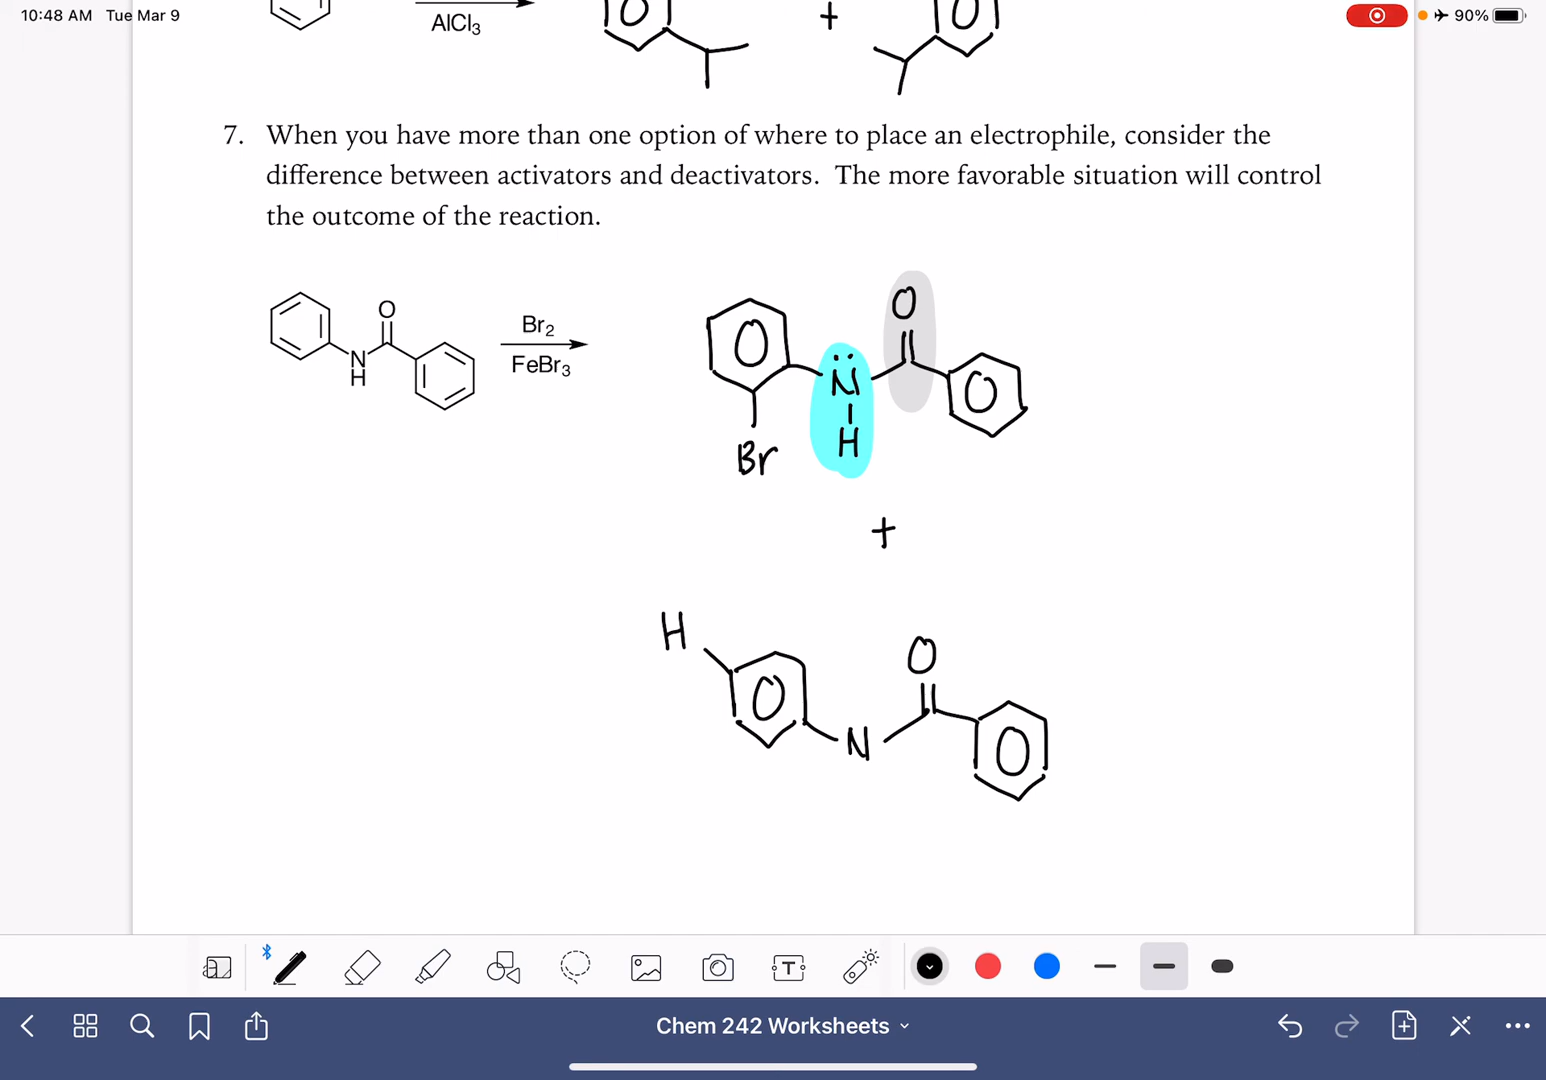 10:48 AM Tue Mar 9
90%
AlCl3
+
7. When you have more than one option of where to place an electrophile, consider the
difference between activators and deactivators. The more favorable situation will control
the outcome of the reaction.
O
N
H
Br2
FeBr3
O
N
H
Br
+
H
O
N
T
Chem 242 Worksheets